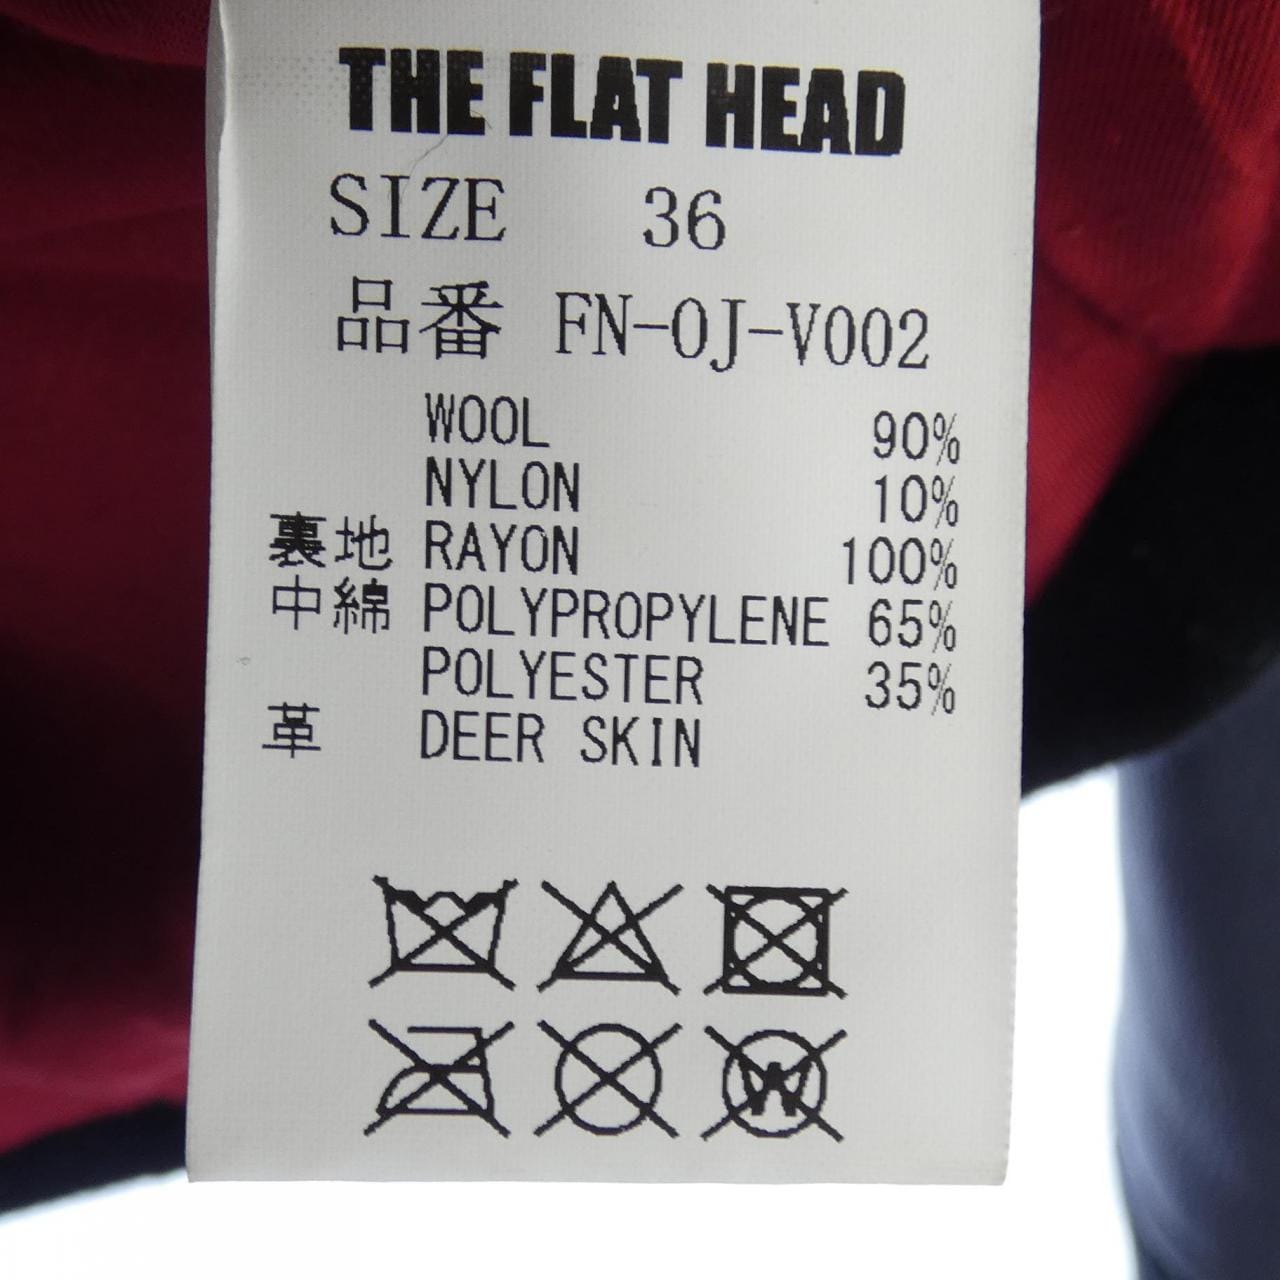 THE FLAT HEAD
SIZE 36
品番 FN-OJ-V002
WOOL 90%
NYLON 10%
裏地 RAYON 100%
中綿 POLYPROPYLENE 65%
POLYESTER 35%
革 DEER SKIN
W